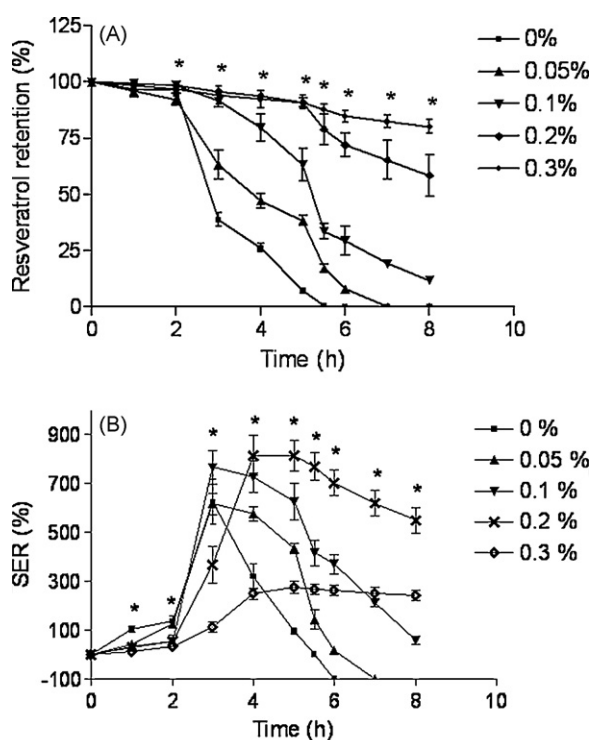 (A)
Resveratrol retention (%)
125
100
75
50
25
0
* * * * * * * *
0 2 4 6 8 10
Time (h)
0%
0.05%
0.1%
0.2%
0.3%
(B)
SER (%)
900
700
500
300
100
-100
* * * * * * * * *
0 2 4 6 8 10
Time (h)
0 %
0.05 %
0.1 %
0.2 %
0.3 %